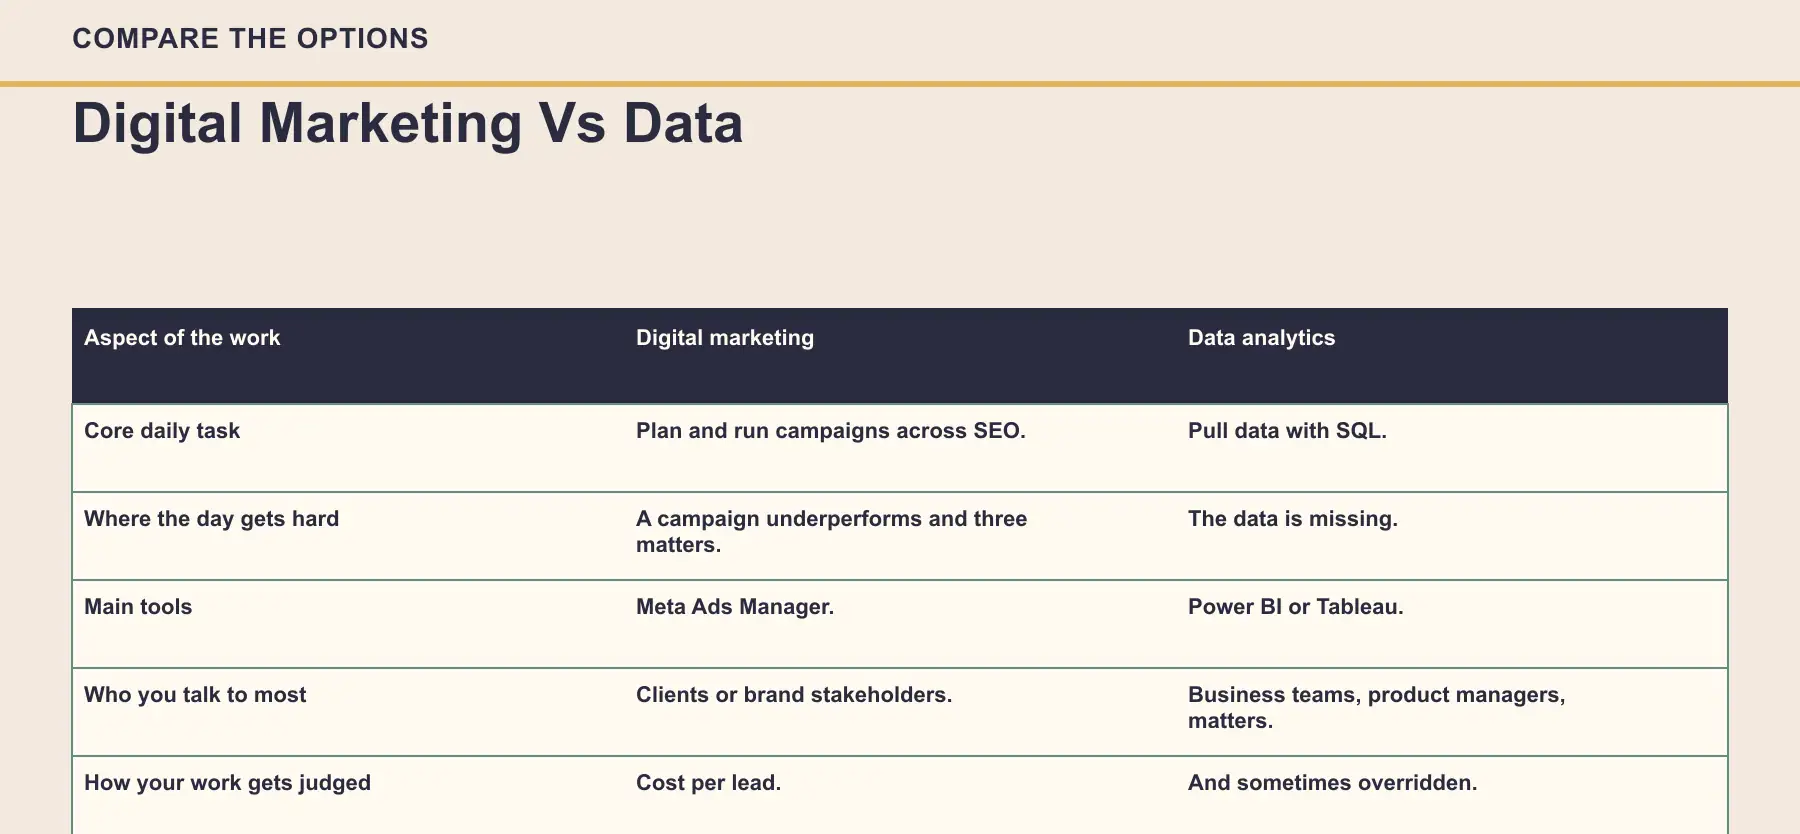 COMPARE THE OPTIONS
Digital Marketing Vs Data
Aspect of the work Digital marketing Data analytics
Core daily task Plan and run campaigns across SEO. Pull data with SQL.
Where the day gets hard A campaign underperforms and three The data is missing.
matters.
Main tools Meta Ads Manager. Power BI or Tableau.
Who you talk to most Clients or brand stakeholders. Business teams, product managers,
matters.
How your work gets judged Cost per lead. And sometimes overridden.